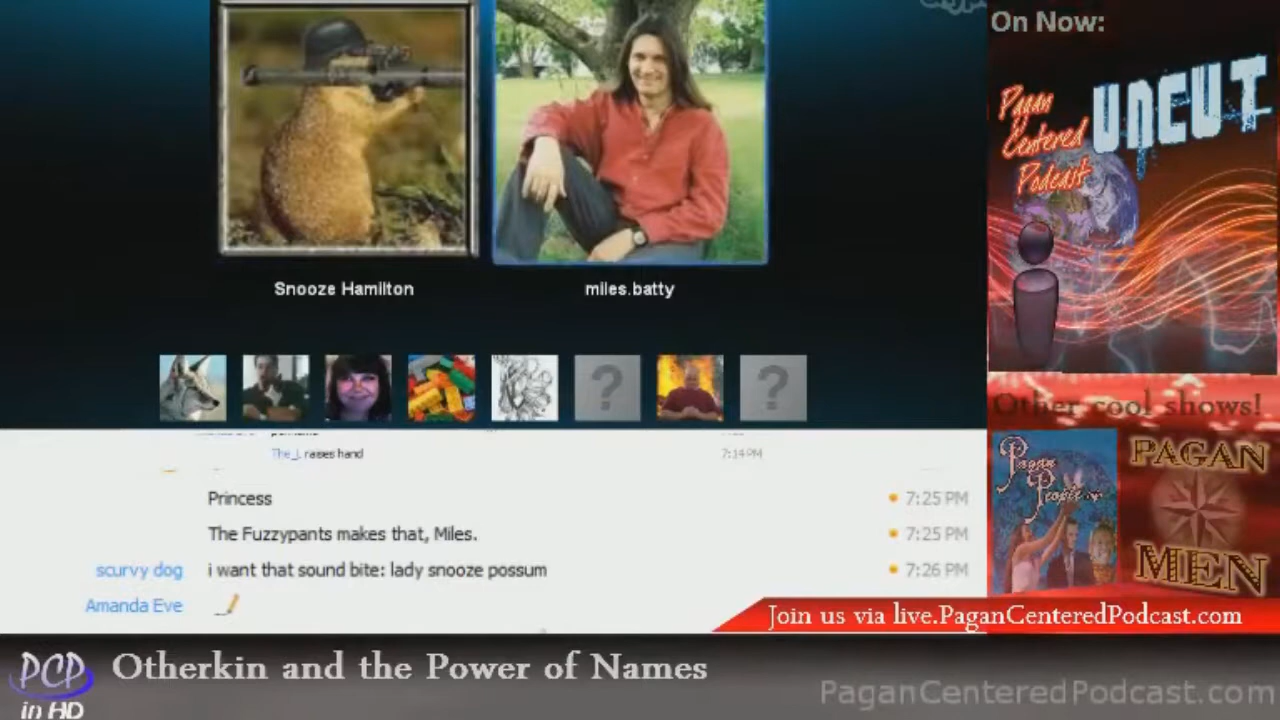 On Now:
Pagan
Centered
Podcast
UNCUT
Snooze Hamilton
miles.batty
Other cool shows!
Pagan
People
PAGAN
MEN
The_J. raises hand
7:14 PM
Princess
7:25 PM
The Fuzzypants makes that, Miles.
7:25 PM
scurvy dog
i want that sound bite: lady snooze possum
7:26 PM
Amanda Eve
Join us via live.PaganCenteredPodcast.com
PCP
in HD
Otherkin and the Power of Names
PaganCenteredPodcast.com